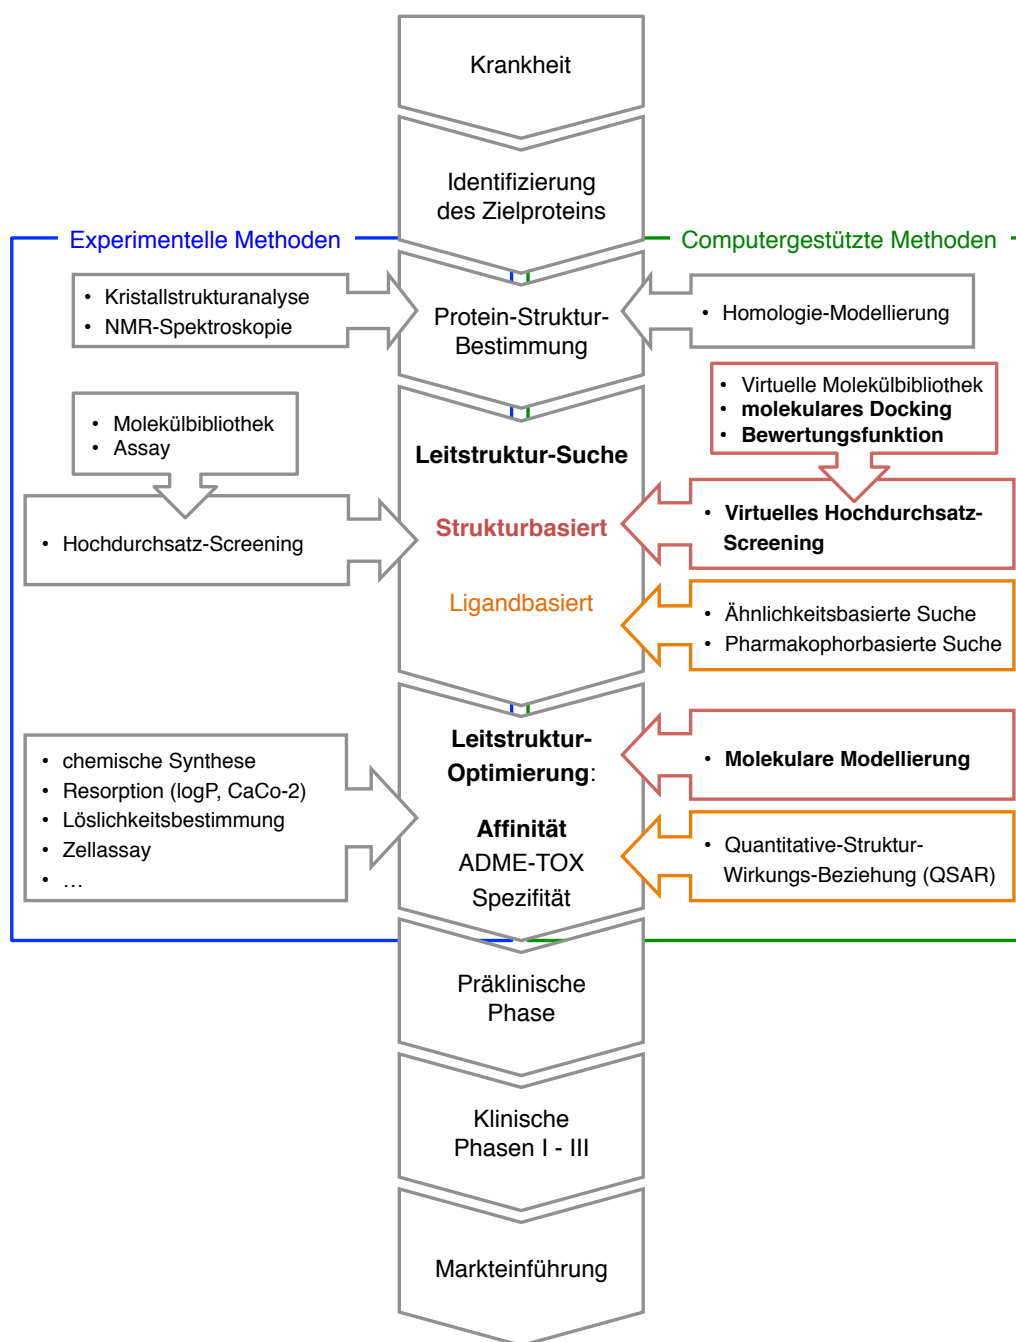 Krankheit
Identifizierung
des Zielproteins
Experimentelle Methoden
Computergestützte Methoden
• Kristallstrukturanalyse
• NMR-Spektroskopie
Protein-Struktur-
Bestimmung
• Homologie-Modellierung
• Molekülbibliothek
• Assay
• Virtuelle Molekülbibliothek
• molekulares Docking
• Bewertungsfunktion
Leitstruktur-Suche
• Hochdurchsatz-Screening
Strukturbasiert
• Virtuelles Hochdurchsatz-
Screening
Ligandbasiert
• Ähnlichkeitsbasierte Suche
• Pharmakophorbasierte Suche
• chemische Synthese
• Resorption (logP, CaCo-2)
• Löslichkeitsbestimmung
• Zellassay
• ...
Leitstruktur-
Optimierung:
Affinität
ADME-TOX
Spezifität
• Molekulare Modellierung
• Quantitative-Struktur-
Wirkungs-Beziehung (QSAR)
Präklinische
Phase
Klinische
Phasen I - III
Markteinführung